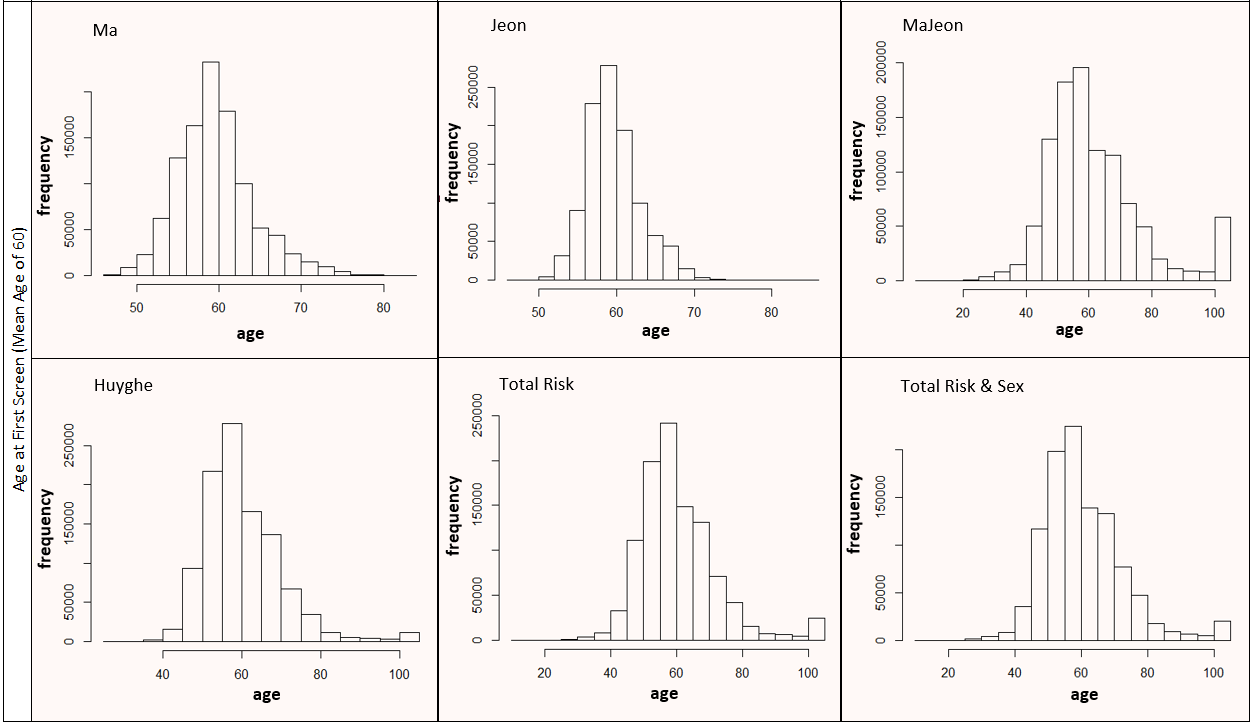 Age at First Screen (Mean Age of 60)
Ma
frequency
0
50000
150000
50
60
70
80
age
Jeon
frequency
0
50000
150000
250000
50
60
70
80
age
MaJeon
frequency
0
50000
100000
150000
200000
20
40
60
80
100
age
Huyghe
frequency
0
50000
150000
250000
40
60
80
100
age
Total Risk
frequency
0
50000
150000
250000
20
40
60
80
100
age
Total Risk & Sex
frequency
0
50000
150000
20
40
60
80
100
age